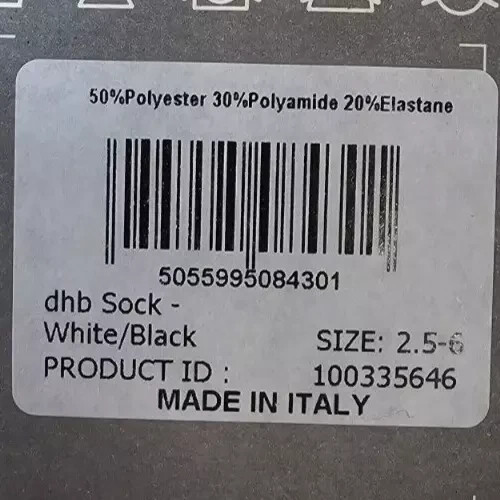 50%Polyester 30%Polyamide 20%Elastane
5055995084301
dhb Sock -
White/Black
SIZE: 2.5-6
PRODUCT ID : 100335646
MADE IN ITALY